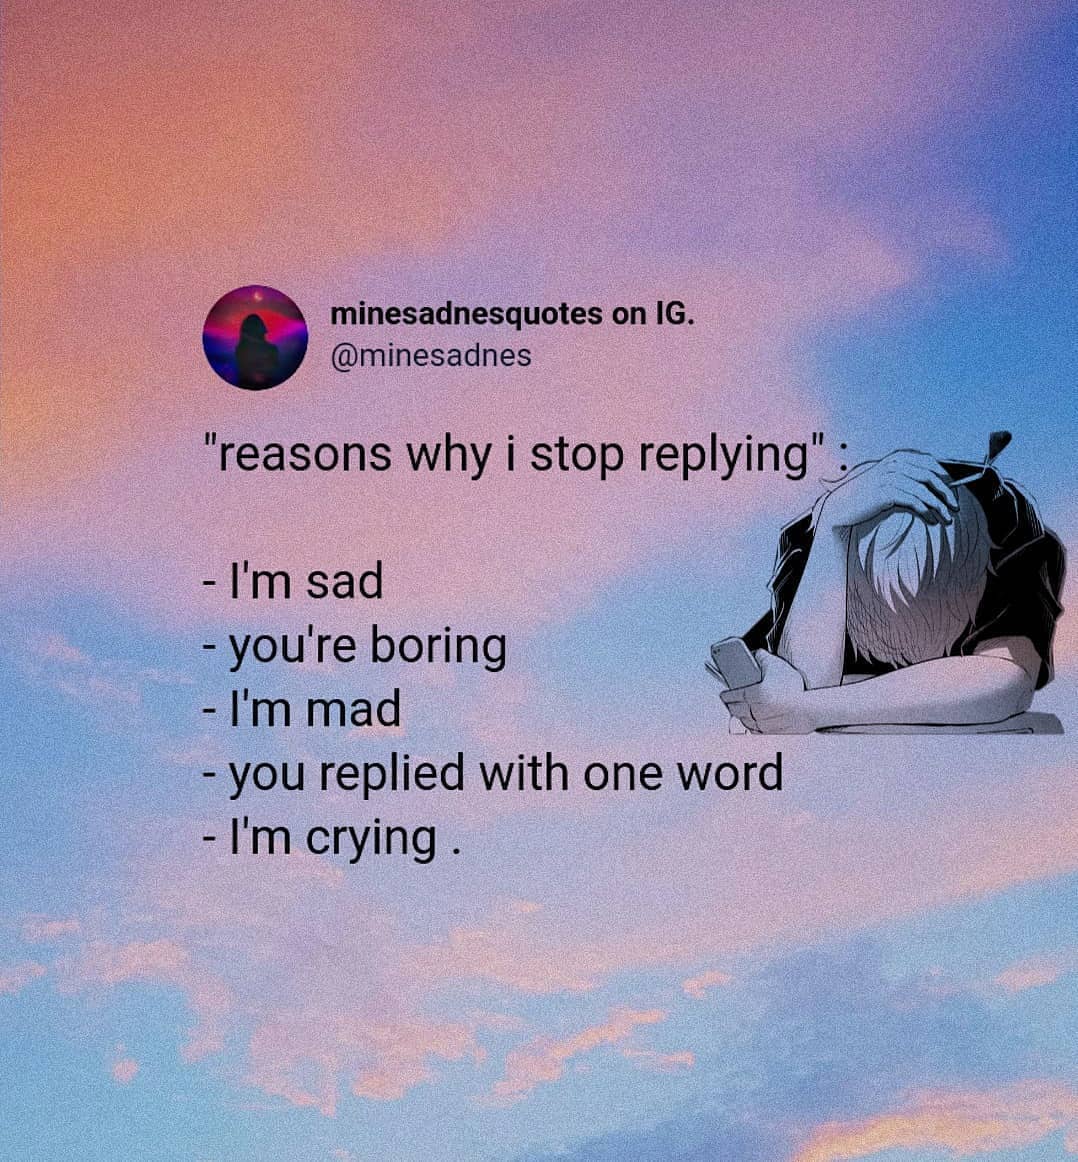 minesadnesquotes on IG.
@minesadnes
"reasons why i stop replying" :
- I'm sad
- you're boring
- I'm mad
- you replied with one word
- I'm crying .